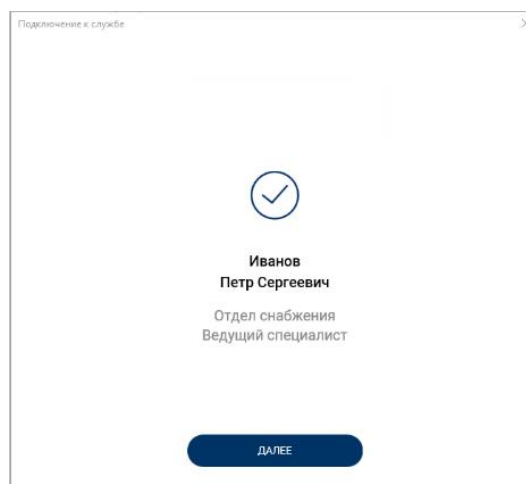 Подключение к службе
Иванов
Петр Сергеевич
Отдел снабжения
Ведущий специалист
ДАЛЕЕ